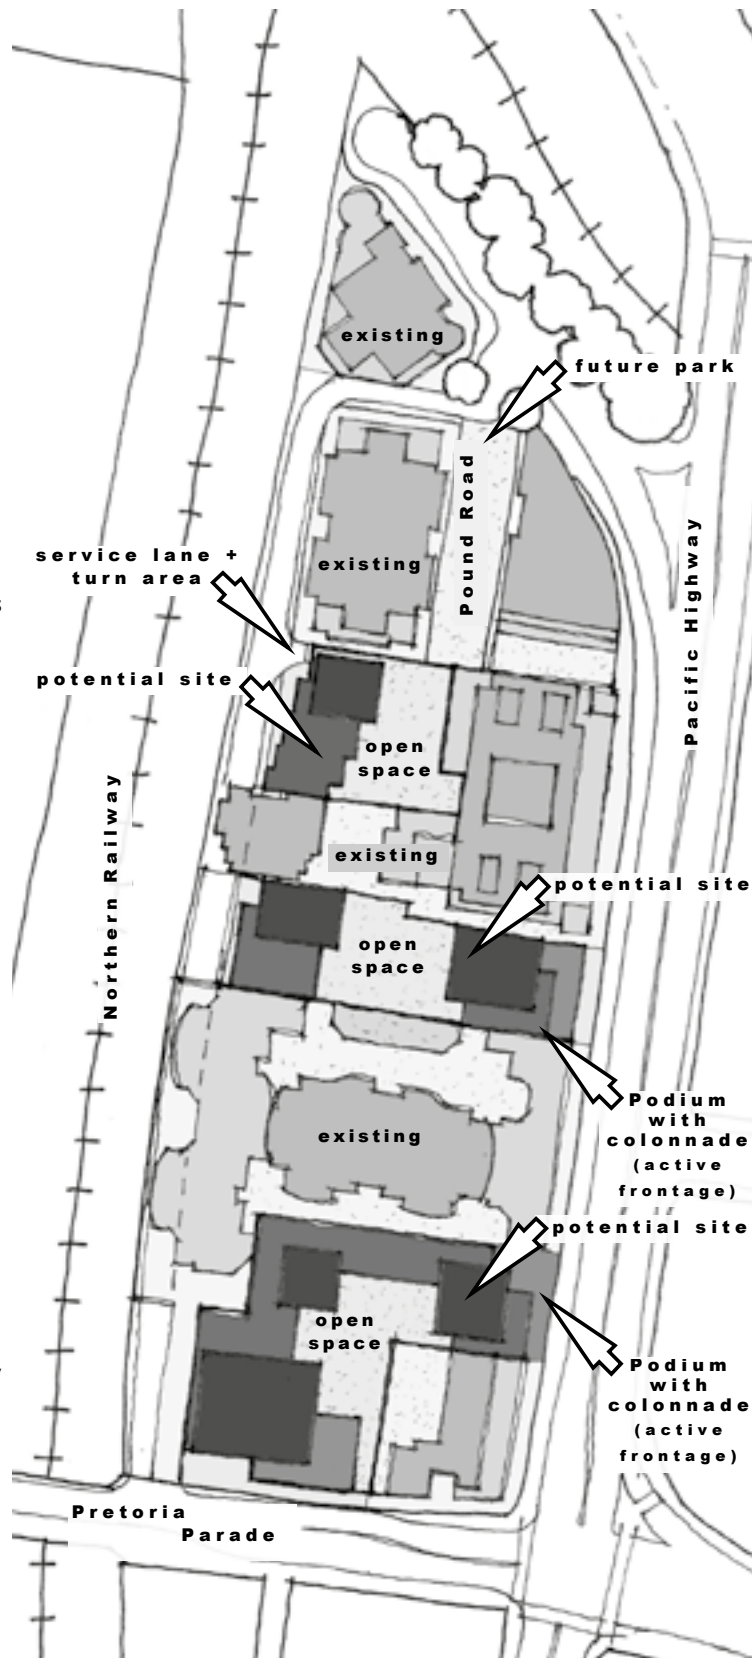 existing
future park
Pound Road
existing
service lane +
turn area
Pacific Highway
potential site
open
space
Northern Railway
existing
potential site
open
space
Podium
with
colonnade
(active
frontage)
existing
potential site
open
space
Podium
with
colonnade
(active
frontage)
Pretoria
Parade